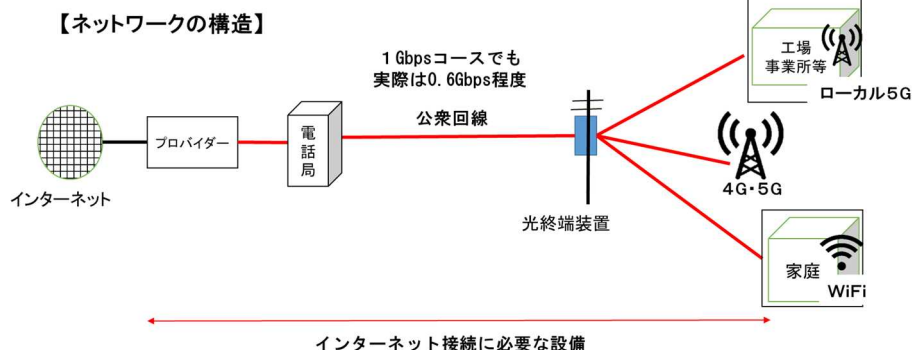 【ネットワークの構造】
1Gbpsコースでも
実際は0.6Gbps程度
公衆回線
インターネット
プロバイダー
電話局
光終端装置
工場
事業所等
ローカル5G
4G・5G
家庭
WiFi
インターネット接続に必要な設備